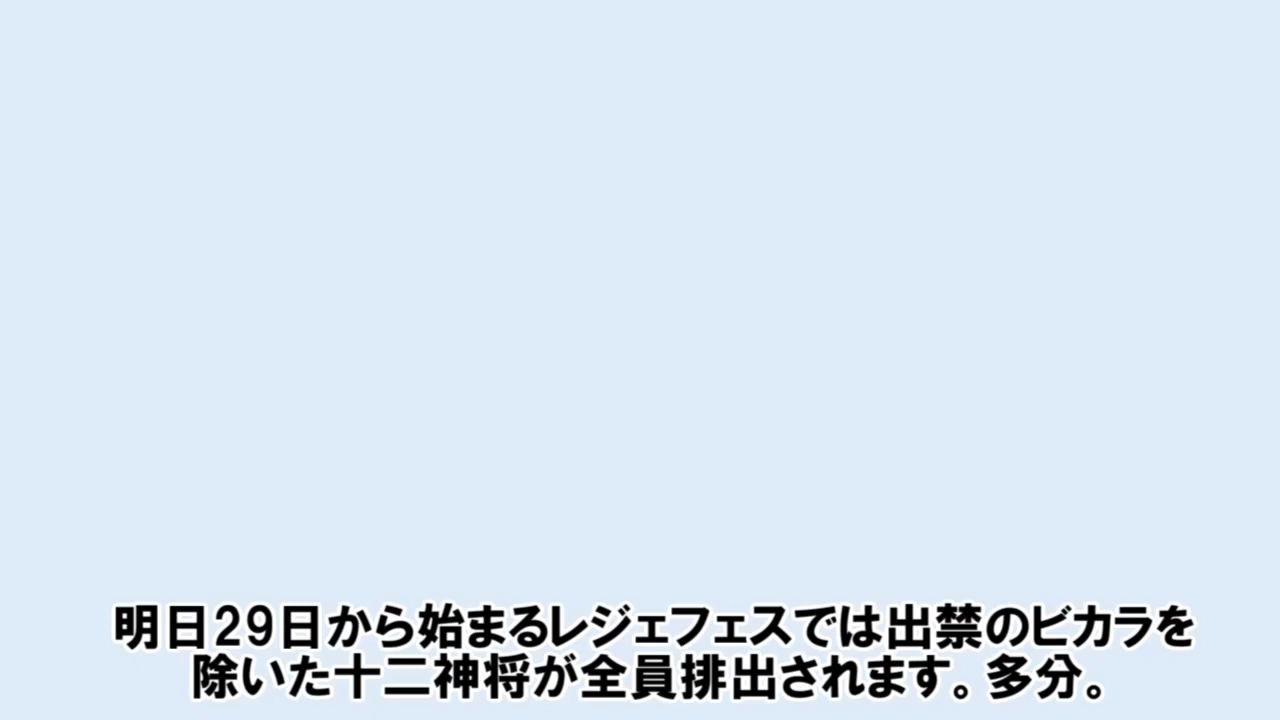 明日29日から始まるレジェフェスでは出禁のビカラを
除いた十二神将が全員排出されます。多分。